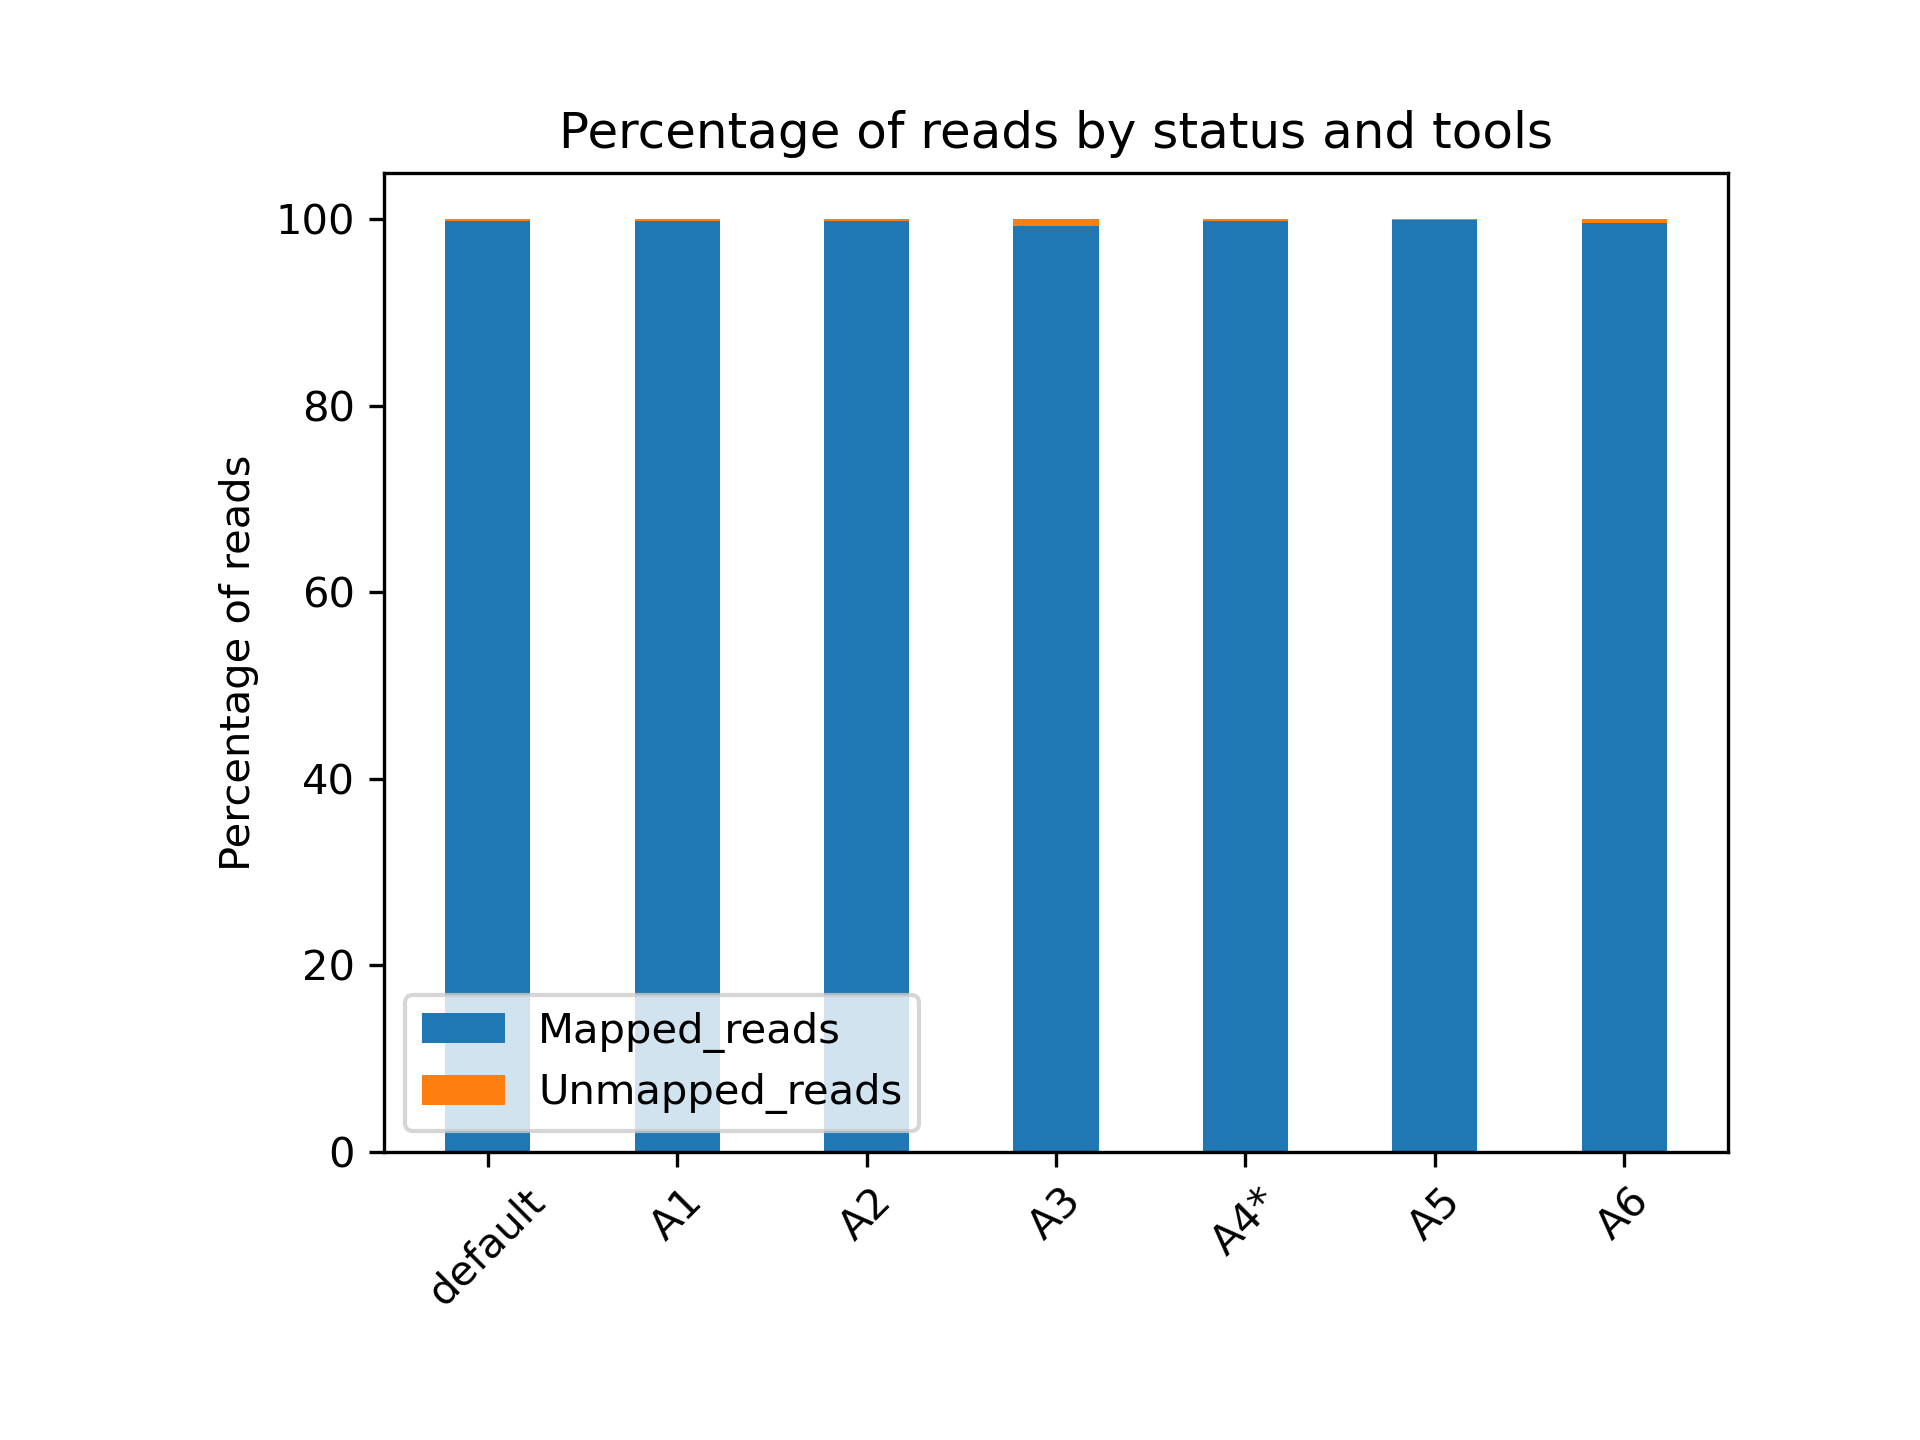 Percentage of reads by status and tools
Percentage of reads
100
80
60
40
20
0
Mapped_reads
Unmapped_reads
default
A1
A2
A3
A4*
A5
A6